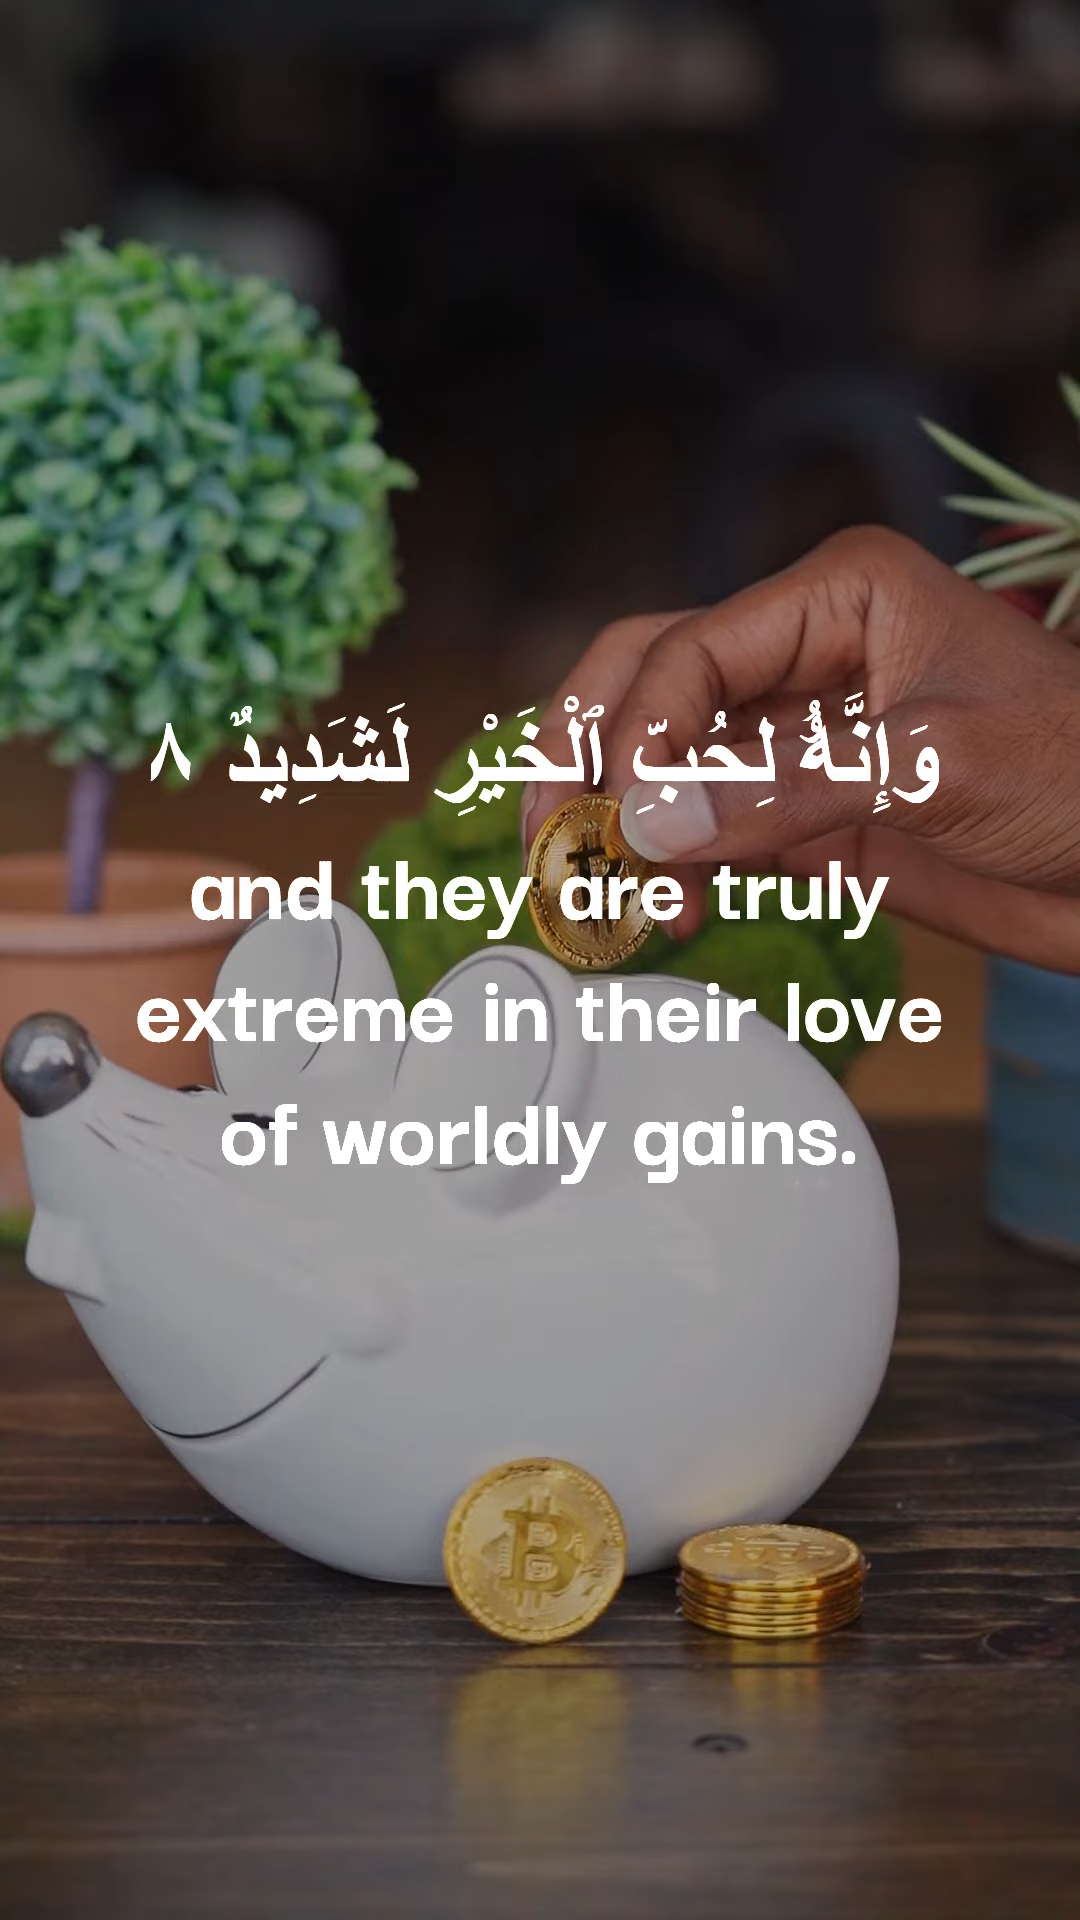 وَإِنَّهُۥ لِحُبِّ ٱلْخَيْرِ لَشَدِيدٌ ٨
and they are truly
extreme in their love
of worldly gains.